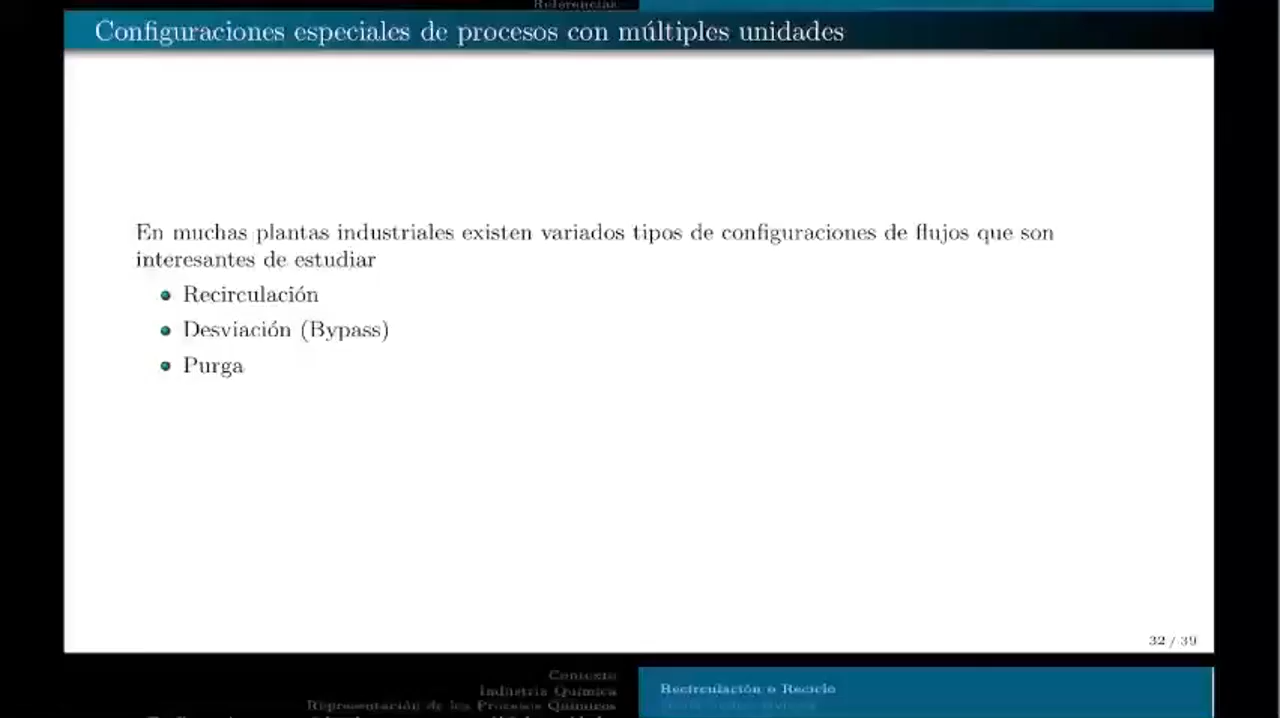 Referencias
Configuraciones especiales de procesos con múltiples unidades
En muchas plantas industriales existen variados tipos de configuraciones de flujos que son
interesantes de estudiar
Recirculación
Desviación (Bypass)
Purga
32 / 39
Contexto
Industria Química
Representación de los Procesos Químicos
Recirculación o Reciclo